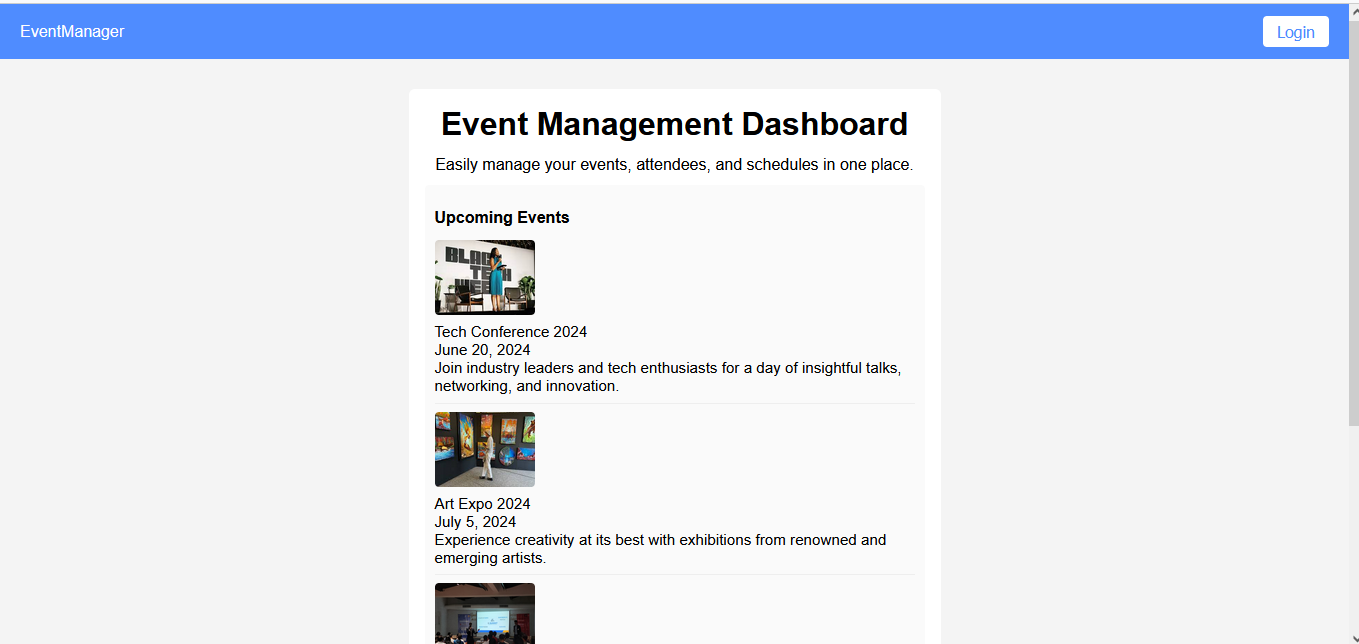 EventManager
Login
Event Management Dashboard
Easily manage your events, attendees, and schedules in one place.
Upcoming Events
BLACK
TECH
WEEK
Tech Conference 2024
June 20, 2024
Join industry leaders and tech enthusiasts for a day of insightful talks,
networking, and innovation.
Art Expo 2024
July 5, 2024
Experience creativity at its best with exhibitions from renowned and
emerging artists.